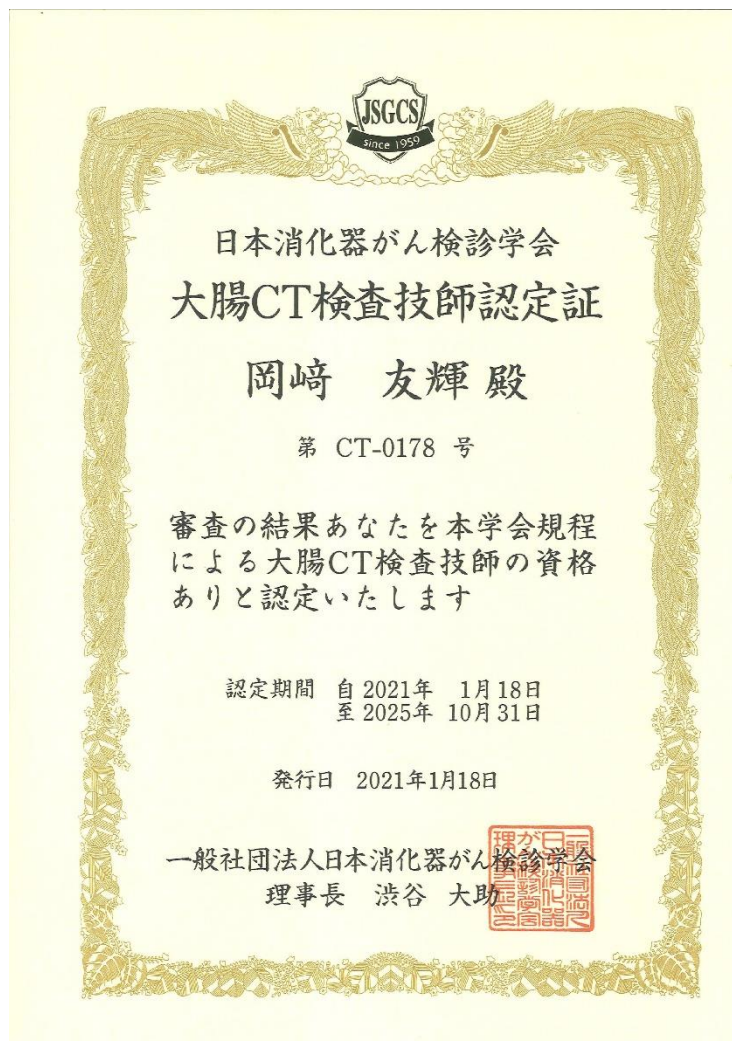 JSGCS
since 1959
日本消化器がん検診学会
大腸CT検査技師認定証
岡﨑 友輝 殿
第 CT-0178 号
審査の結果あなたを本学会規程
による大腸CT検査技師の資格
ありと認定いたします
認定期間 自 2021年 1月18日
至 2025年 10月31日
発行日 2021年1月18日
一般社団法人日本消化器がん検診学会
理事長 渋谷 大助